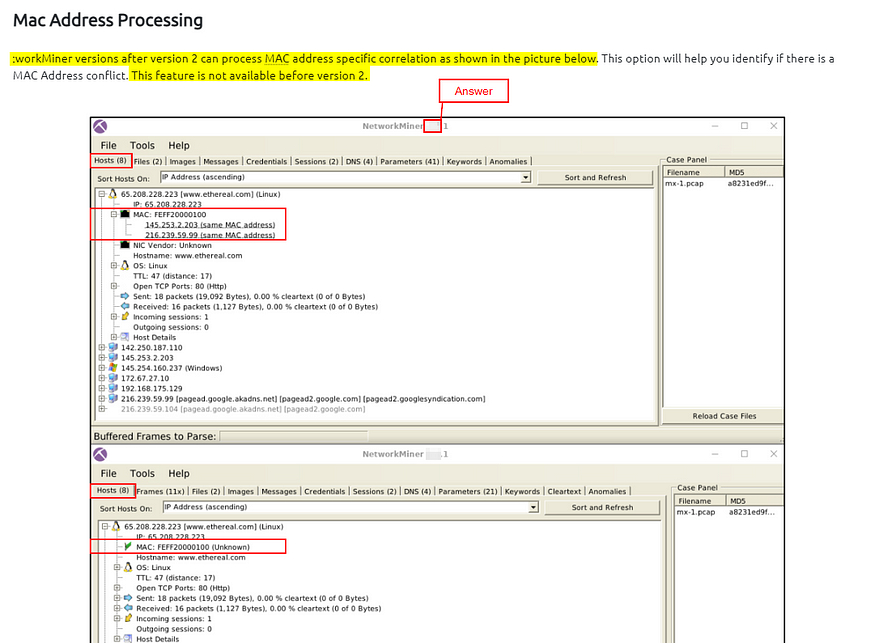 Mac Address Processing
:workMiner versions after version 2 can process MAC address specific correlation as shown in the picture below. This option will help you identify if there is a
MAC Address conflict. This feature is not available before version 2.
Answer
NetworkMiner .1
File Tools Help
Hosts (8) Files (2) Images Messages Credentials Sessions (2) DNS (4) Parameters (41) Keywords Anomalies
Case Panel
Sort Hosts On: IP Address (ascending) Sort and Refresh
Filename MD5
mx-1.pcap a8231ed9f...
65.208.228.223 [www.ethereal.com] (Linux)
IP: 65.208.228.223
MAC: FEFF20000100
145.253.2.203 (same MAC address)
216.239.59.99 (same MAC address)
NIC Vendor: Unknown
Hostname: www.ethereal.com
OS: Linux
TTL: 47 (distance: 17)
Open TCP Ports: 80 (Http)
Sent: 18 packets (19,092 Bytes), 0.00 % cleartext (0 of 0 Bytes)
Received: 16 packets (1,127 Bytes), 0.00 % cleartext (0 of 0 Bytes)
Incoming sessions: 1
Outgoing sessions: 0
Host Details
142.250.187.110
145.253.2.203
145.254.160.237 (Windows)
172.67.27.10
192.168.175.129
216.239.59.99 [pagead.google.akadns.net] [pagead2.google.com] [pagead2.googlesyndication.com]
216.239.59.104 [pagead.google.akadns.net] [pagead2.google.com]
Reload Case Files
Buffered Frames to Parse:
NetworkMiner .1
File Tools Help
Hosts (8) Frames (11x) Files (2) Images Messages Credentials Sessions (2) DNS (4) Parameters (21) Keywords Cleartext Anomalies
Case Panel
Sort Hosts On: IP Address (ascending) Sort and Refresh
Filename MD5
mx-1.pcap a8231ed9f...
65.208.228.223 [www.ethereal.com] (Linux)
IP: 65.208.228.223
MAC: FEFF20000100 (Unknown)
Hostname: www.ethereal.com
OS: Linux
TTL: 47 (distance: 17)
Open TCP Ports: 80 (Http)
Sent: 18 packets (19,092 Bytes), 0.00 % cleartext (0 of 0 Bytes)
Received: 16 packets (1,127 Bytes), 0.00 % cleartext (0 of 0 Bytes)
Incoming sessions: 1
Outgoing sessions: 0
Host Details